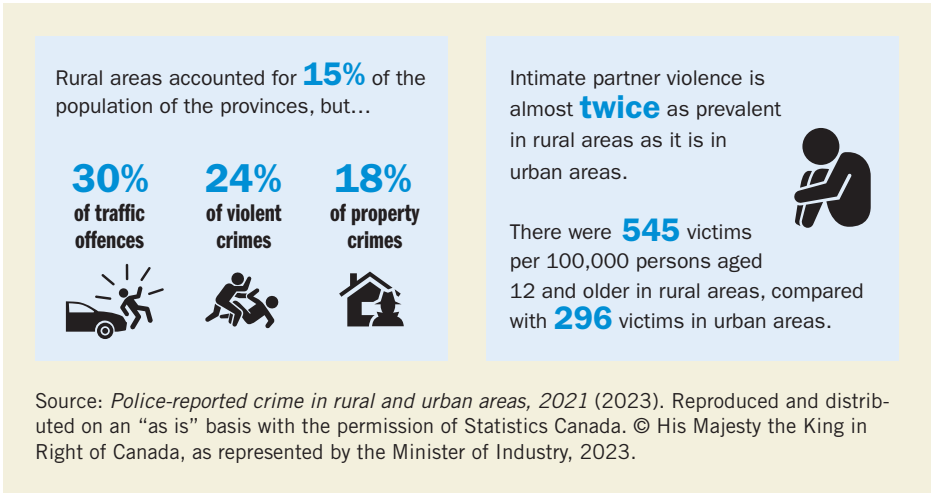 Rural areas accounted for 15% of the
population of the provinces, but...
30%
of traffic
offences
24%
of violent
crimes
18%
of property
crimes
Intimate partner violence is
almost twice as prevalent
in rural areas as it is in
urban areas.
There were 545 victims
per 100,000 persons aged
12 and older in rural areas, compared
with 296 victims in urban areas.
Source: Police-reported crime in rural and urban areas, 2021 (2023). Reproduced and distrib-
uted on an “as is” basis with the permission of Statistics Canada. © His Majesty the King in
Right of Canada, as represented by the Minister of Industry, 2023.